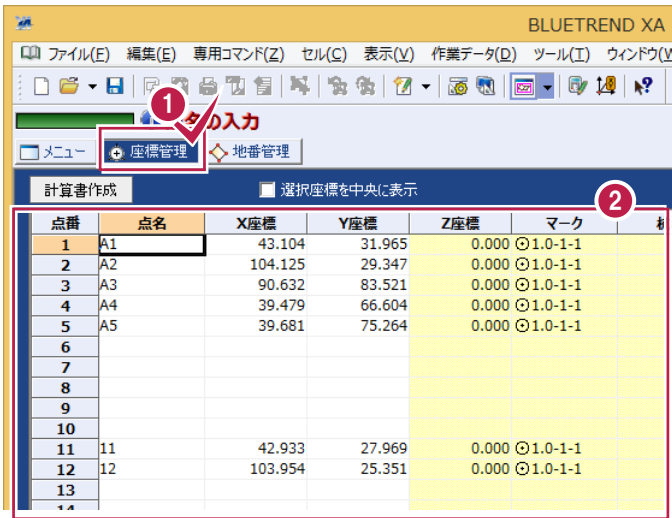 BLUETREND XA
ファイル(F) 編集(E) 専用コマンド(Z) セル(C) 表示(V) 作業データ(D) ツール(T) ウィンドウ(W
1
タの入力
メニュー 座標管理 地番管理
計算書作成 選択座標を中央に表示
2
点番 点名 X座標 Y座標 Z座標 マーク
1 A1 43.104 31.965 0.000 1.0-1-1
2 A2 104.125 29.347 0.000 1.0-1-1
3 A3 90.632 83.521 0.000 1.0-1-1
4 A4 39.479 66.604 0.000 1.0-1-1
5 A5 39.681 75.264 0.000 1.0-1-1
6
7
8
9
10
11 11 42.933 27.969 0.000 1.0-1-1
12 12 103.954 25.351 0.000 1.0-1-1
13
14